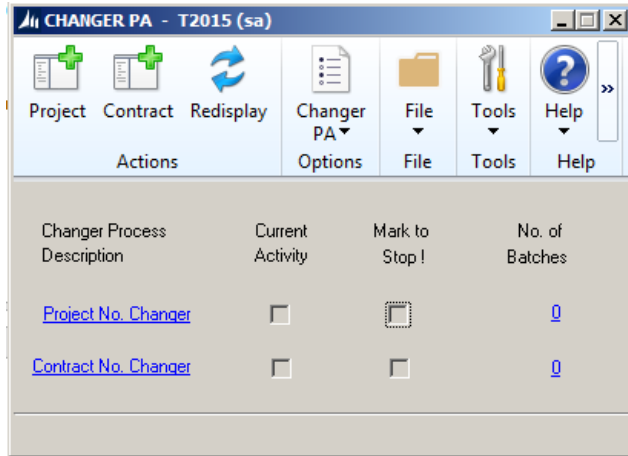 CHANGER PA - T2015 (sa)
Project Contract Redisplay Changer PA File Tools Help »
Actions Options File Tools Help
Changer Process Description Current Activity Mark to Stop ! No. of Batches
Project No. Changer 0
Contract No. Changer 0